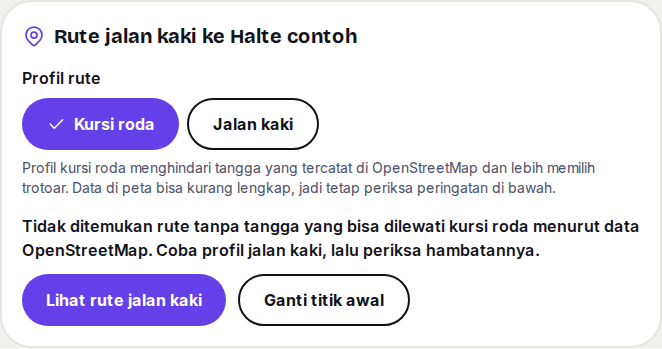 Rute jalan kaki ke Halte contoh
Profil rute
Kursi roda
Jalan kaki
Profil kursi roda menghindari tangga yang tercatat di OpenStreetMap dan lebih memilih
trotoar. Data di peta bisa kurang lengkap, jadi tetap periksa peringatan di bawah.
Tidak ditemukan rute tanpa tangga yang bisa dilewati kursi roda menurut data
OpenStreetMap. Coba profil jalan kaki, lalu periksa hambatannya.
Lihat rute jalan kaki
Ganti titik awal